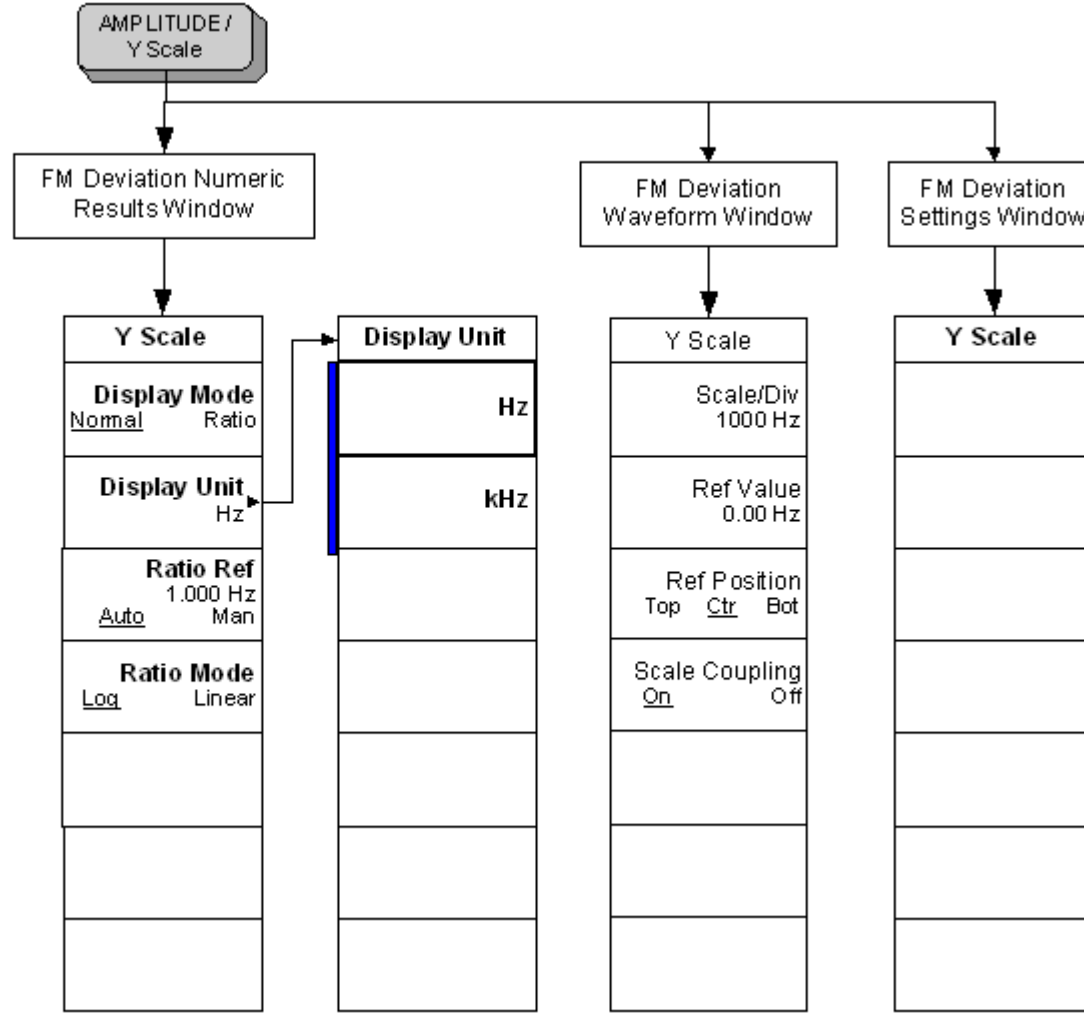 AMPLITUDE/
Y Scale
FM Deviation Numeric
Results Window
FM Deviation
Waveform Window
FM Deviation
Settings Window
Y Scale
Display Mode
Normal Ratio
Display Unit
Hz
Ratio Ref
1.000 Hz
Auto Man
Ratio Mode
Log Linear
Display Unit
Hz
kHz
Y Scale
Scale/Div
1000 Hz
Ref Value
0.00 Hz
Ref Position
Top Ctr Bot
Scale Coupling
On Off
Y Scale